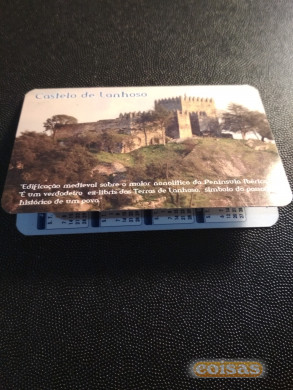 Castelo de Lanhoso
Edificação medieval sobre o maior monolítico da Península Ibérica
É um verdadeiro ex-libris das Terras de Lanhoso, símbolo do passado
histórico de um povo
coisas